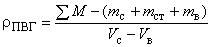 ρПВГ = (∑ M − (mс + mст + mв)) / (Vс − Vв)